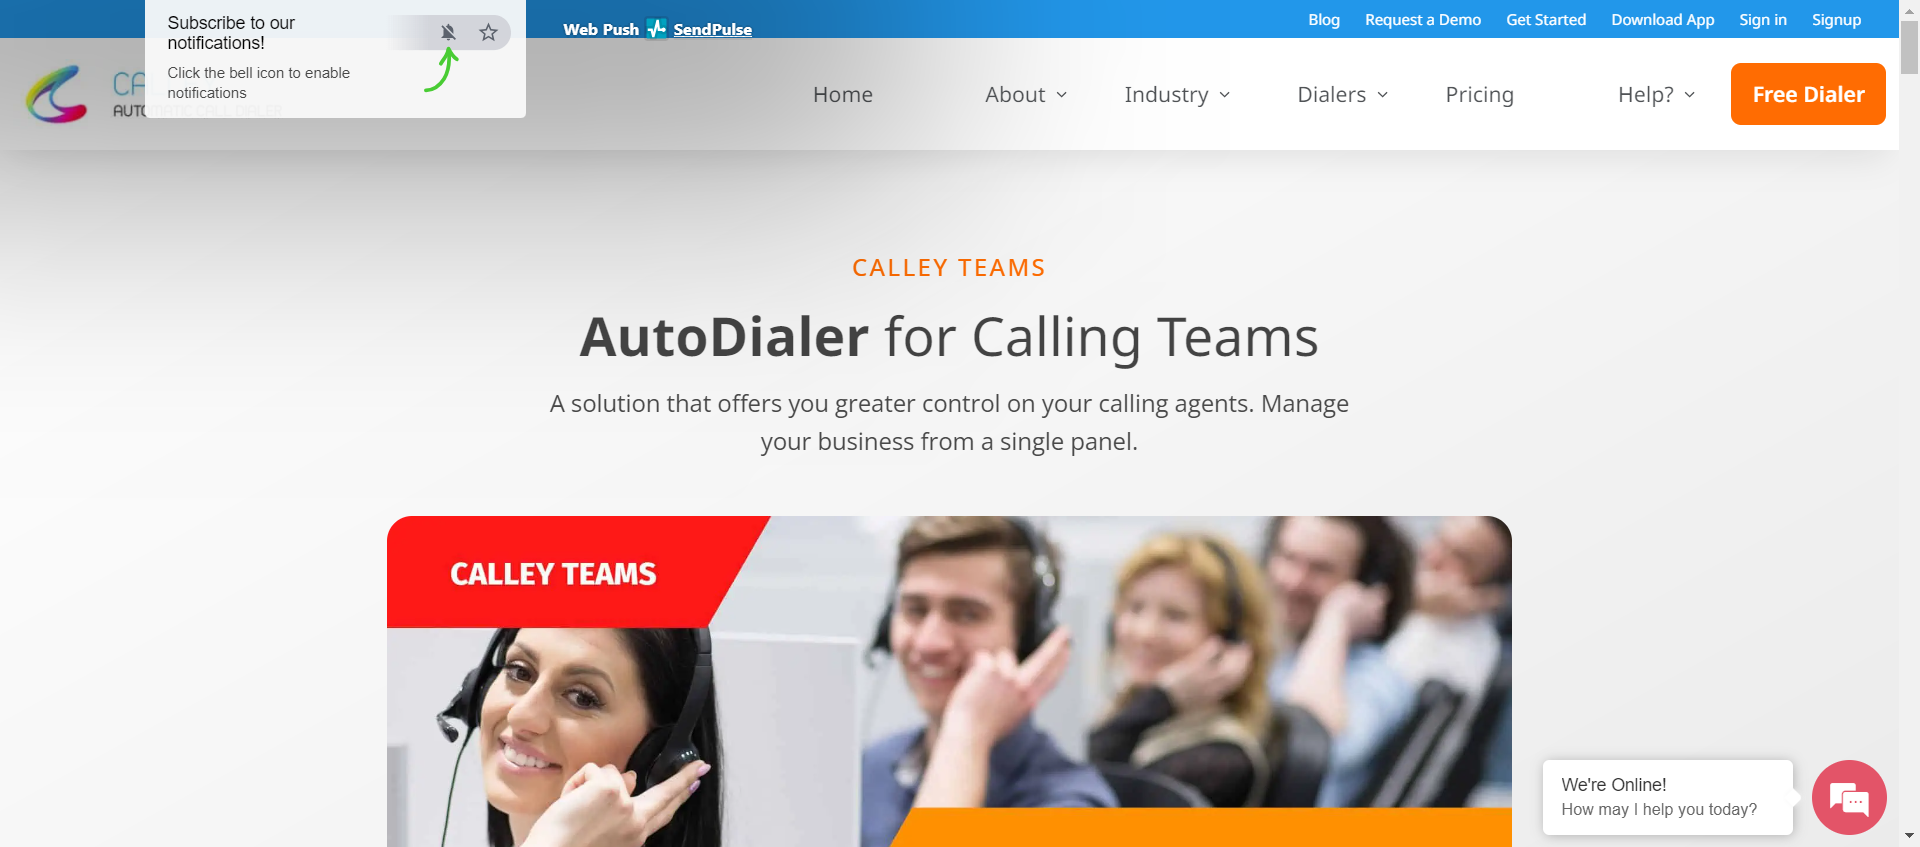 Subscribe to our
notifications!
Click the bell icon to enable
notifications
Web Push SendPulse
Blog Request a Demo Get Started Download App Sign in Signup
AUTOMATIC CALL DIALER
Home About Industry Dialers Pricing Help? Free Dialer
CALLEY TEAMS
AutoDialer for Calling Teams
A solution that offers you greater control on your calling agents. Manage
your business from a single panel.
CALLEY TEAMS
We're Online!
How may I help you today?